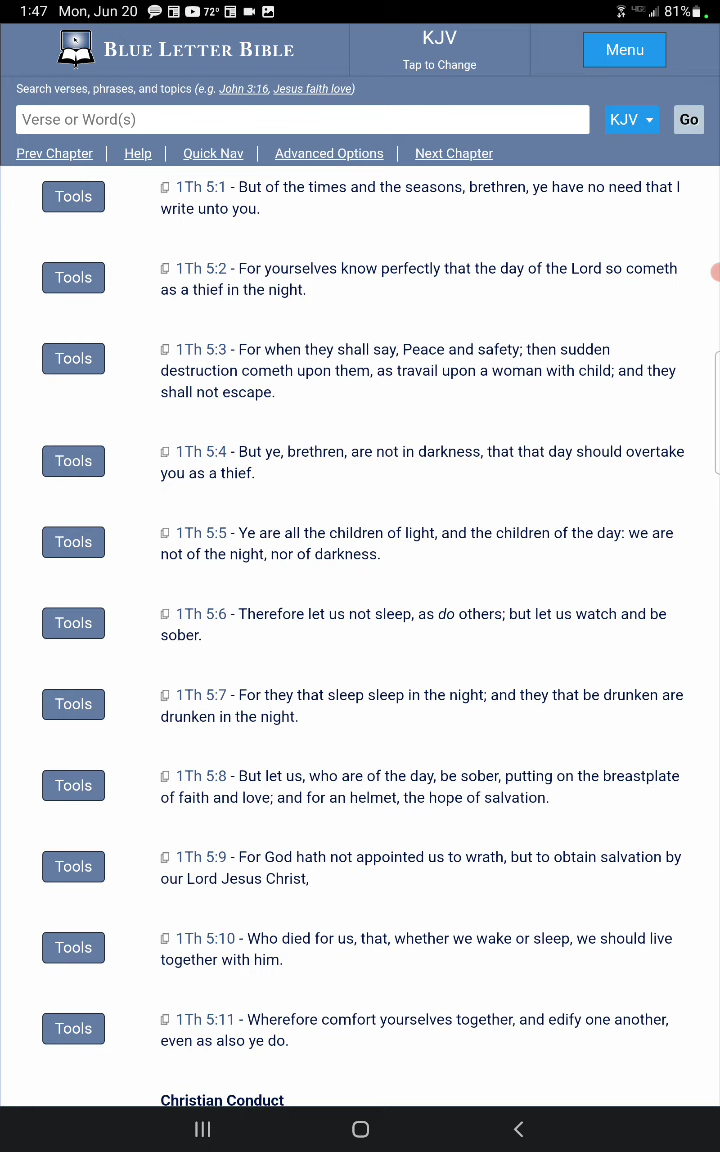 1:47 Mon, Jun 20 72° 81%
BLUE LETTER BIBLE
KJV
Tap to Change
Menu
Search verses, phrases, and topics (e.g. John 3:16, Jesus faith love)
Verse or Word(s) KJV Go
Prev Chapter | Help | Quick Nav | Advanced Options | Next Chapter
Tools 1Th 5:1 - But of the times and the seasons, brethren, ye have no need that I
write unto you.
Tools 1Th 5:2 - For yourselves know perfectly that the day of the Lord so cometh
as a thief in the night.
Tools 1Th 5:3 - For when they shall say, Peace and safety; then sudden
destruction cometh upon them, as travail upon a woman with child; and they
shall not escape.
Tools 1Th 5:4 - But ye, brethren, are not in darkness, that that day should overtake
you as a thief.
Tools 1Th 5:5 - Ye are all the children of light, and the children of the day: we are
not of the night, nor of darkness.
Tools 1Th 5:6 - Therefore let us not sleep, as do others; but let us watch and be
sober.
Tools 1Th 5:7 - For they that sleep sleep in the night; and they that be drunken are
drunken in the night.
Tools 1Th 5:8 - But let us, who are of the day, be sober, putting on the breastplate
of faith and love; and for an helmet, the hope of salvation.
Tools 1Th 5:9 - For God hath not appointed us to wrath, but to obtain salvation by
our Lord Jesus Christ,
Tools 1Th 5:10 - Who died for us, that, whether we wake or sleep, we should live
together with him.
Tools 1Th 5:11 - Wherefore comfort yourselves together, and edify one another,
even as also ye do.
Christian Conduct